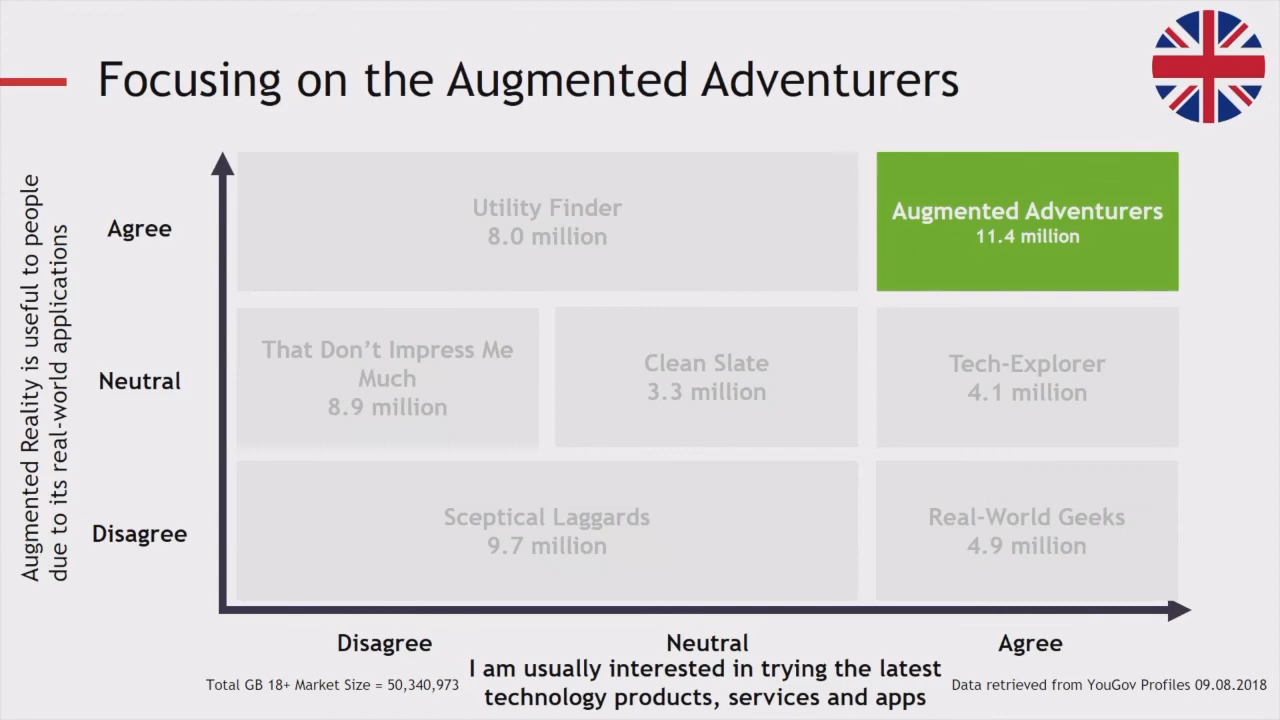 Focusing on the Augmented Adventurers
Augmented Reality is useful to people
due to its real-world applications
Agree
Utility Finder
8.0 million
Augmented Adventurers
11.4 million
Neutral
That Don't Impress Me
Much
8.9 million
Clean Slate
3.3 million
Tech-Explorer
4.1 million
Disagree
Sceptical Laggards
9.7 million
Real-World Geeks
4.9 million
Disagree
Neutral
Agree
I am usually interested in trying the latest
technology products, services and apps
Total GB 18+ Market Size = 50,340,973
Data retrieved from YouGov Profiles 09.08.2018